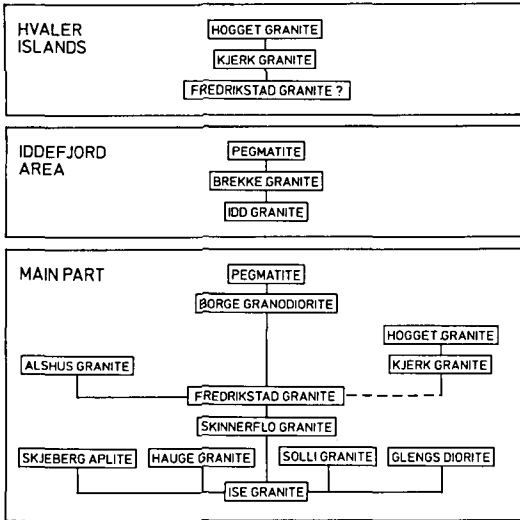 HVALER
ISLANDS
HOGGET GRANITE
KJERK GRANITE
FREDRIKSTAD GRANITE ?
IDDEFJORD
AREA
PEGMATITE
BREKKE GRANITE
IDD GRANITE
MAIN PART
PEGMATITE
BORGE GRANODIORITE
HOGGET GRANITE
ALSHUS GRANITE
KJERK GRANITE
FREDRIKSTAD GRANITE
SKINNERFLO GRANITE
SKJEBERG APLITE
HAUGE GRANITE
SOLLI GRANITE
GLENGS DIORITE
ISE GRANITE